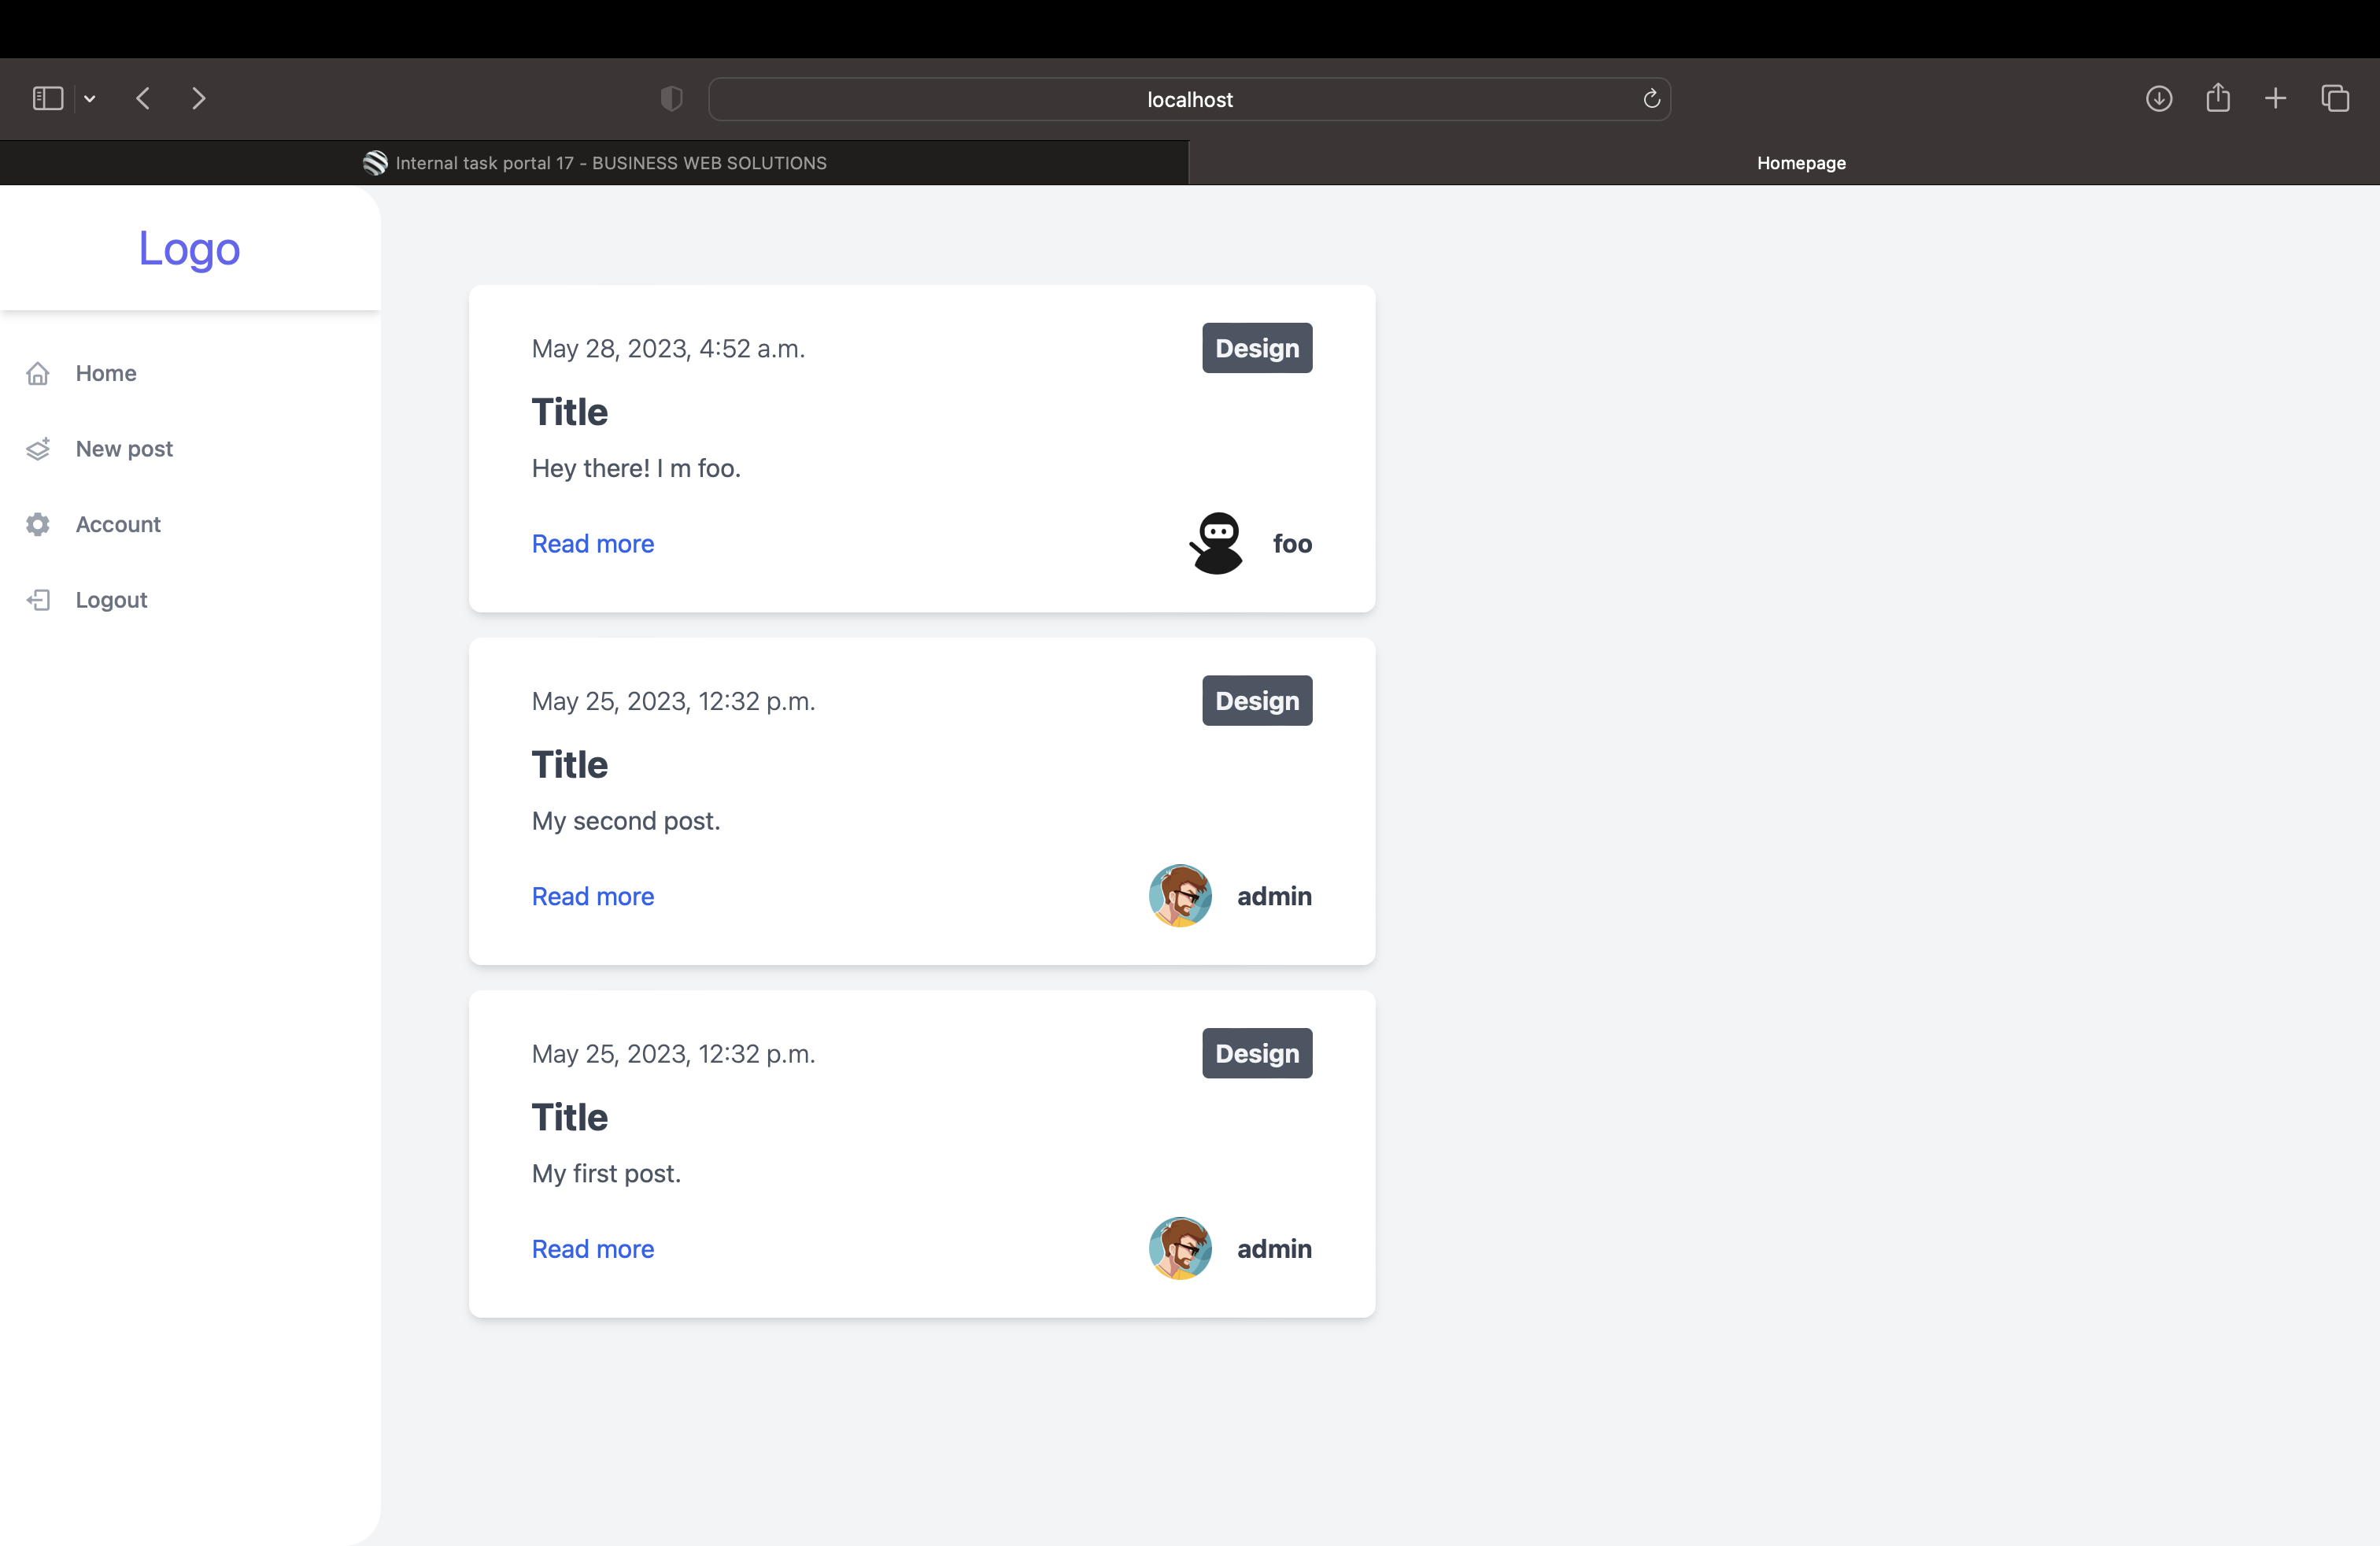 localhost
Internal task portal 17 - BUSINESS WEB SOLUTIONS
Homepage
Logo
Home
New post
Account
Logout
May 28, 2023, 4:52 a.m.
Design
Title
Hey there! I m foo.
Read more
foo
May 25, 2023, 12:32 p.m.
Design
Title
My second post.
Read more
admin
May 25, 2023, 12:32 p.m.
Design
Title
My first post.
Read more
admin